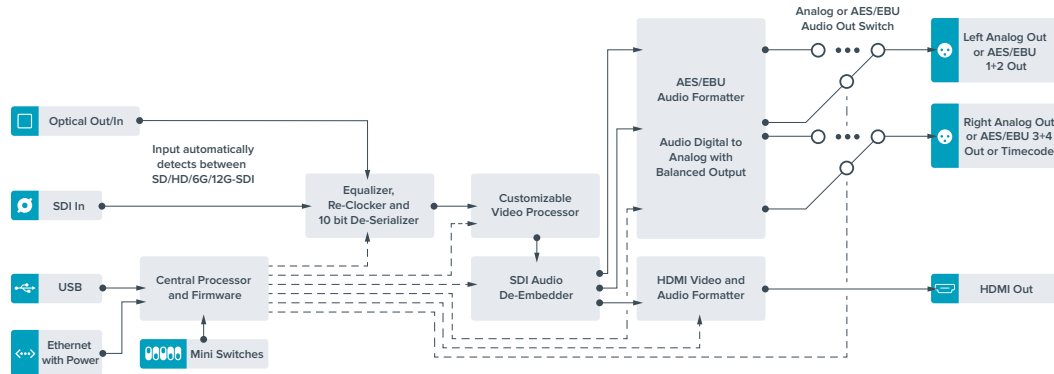 Analog or AES/EBU
Audio Out Switch
Left Analog Out
or AES/EBU
1+2 Out
AES/EBU
Audio Formatter
Optical Out/In
Right Analog Out
or AES/EBU 3+4
Out or Timecode
Input automatically
detects between
SD/HD/6G/12G-SDI
Audio Digital to
Analog with
Balanced Output
SDI In
Equalizer,
Re-Clocker and
10 bit De-Serializer
Customizable
Video Processor
USB
Central Processor
and Firmware
SDI Audio
De-Embedder
HDMI Video and
Audio Formatter
HDMI Out
Ethernet
with Power
Mini Switches